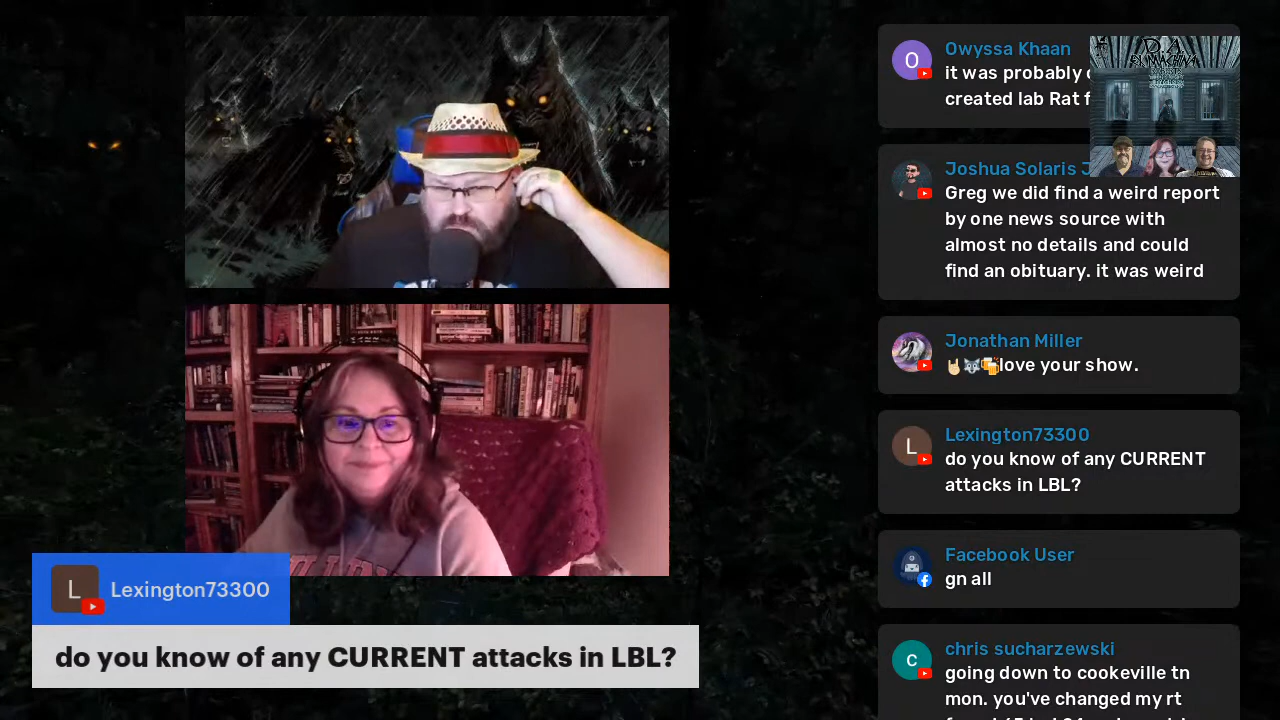 Owyssa Khaan
it was probably
created lab Rat
Joshua Solaris
Greg we did find a weird report
by one news source with
almost no details and could
find an obituary. it was weird
Jonathan Miller
🤘🏻🐺🍻love your show.
Lexington73300
do you know of any CURRENT
attacks in LBL?
Facebook User
gn all
chris sucharzewski
going down to cookeville tn
mon. you've changed my rt
L Lexington73300
do you know of any CURRENT attacks in LBL?